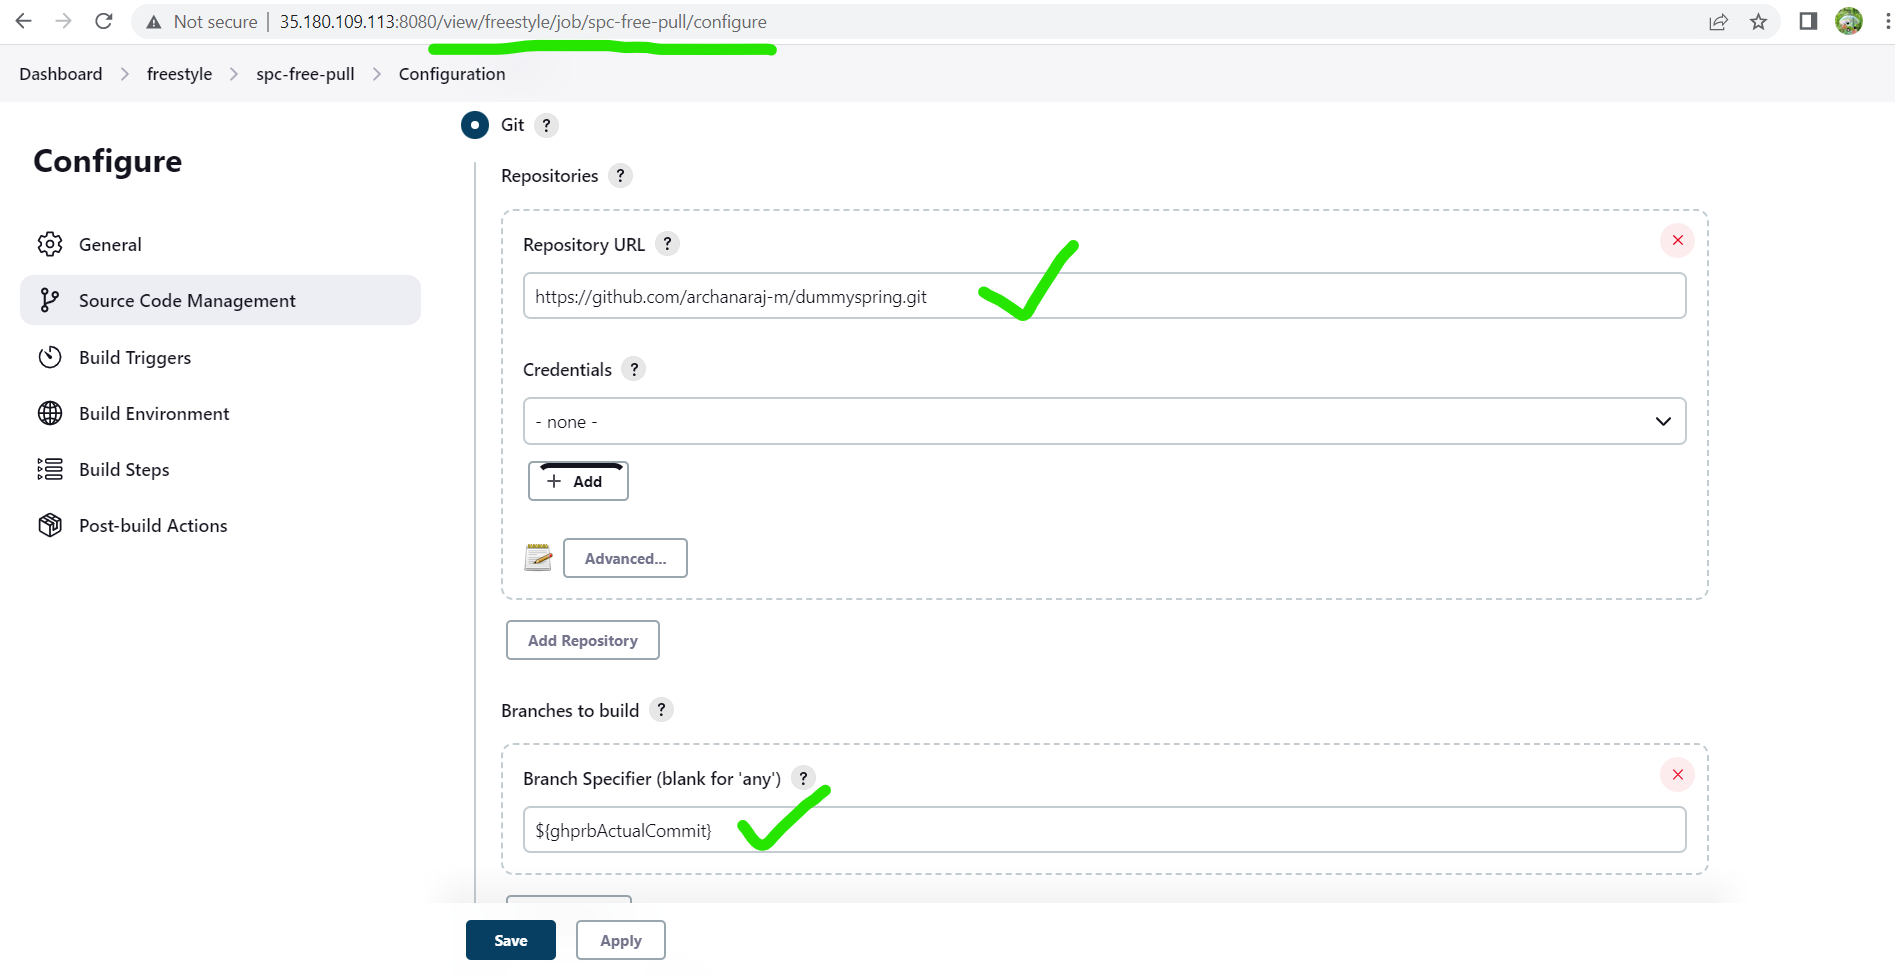 Not secure | 35.180.109.113:8080/view/freestyle/job/spc-free-pull/configure
Dashboard > freestyle > spc-free-pull > Configuration
Configure
General
Source Code Management
Build Triggers
Build Environment
Build Steps
Post-build Actions
Git ?
Repositories ?
Repository URL ?
https://github.com/archanaraj-m/dummyspring.git
Credentials ?
- none -
+ Add
Advanced...
Add Repository
Branches to build ?
Branch Specifier (blank for 'any') ?
${ghprbActualCommit}
Save
Apply